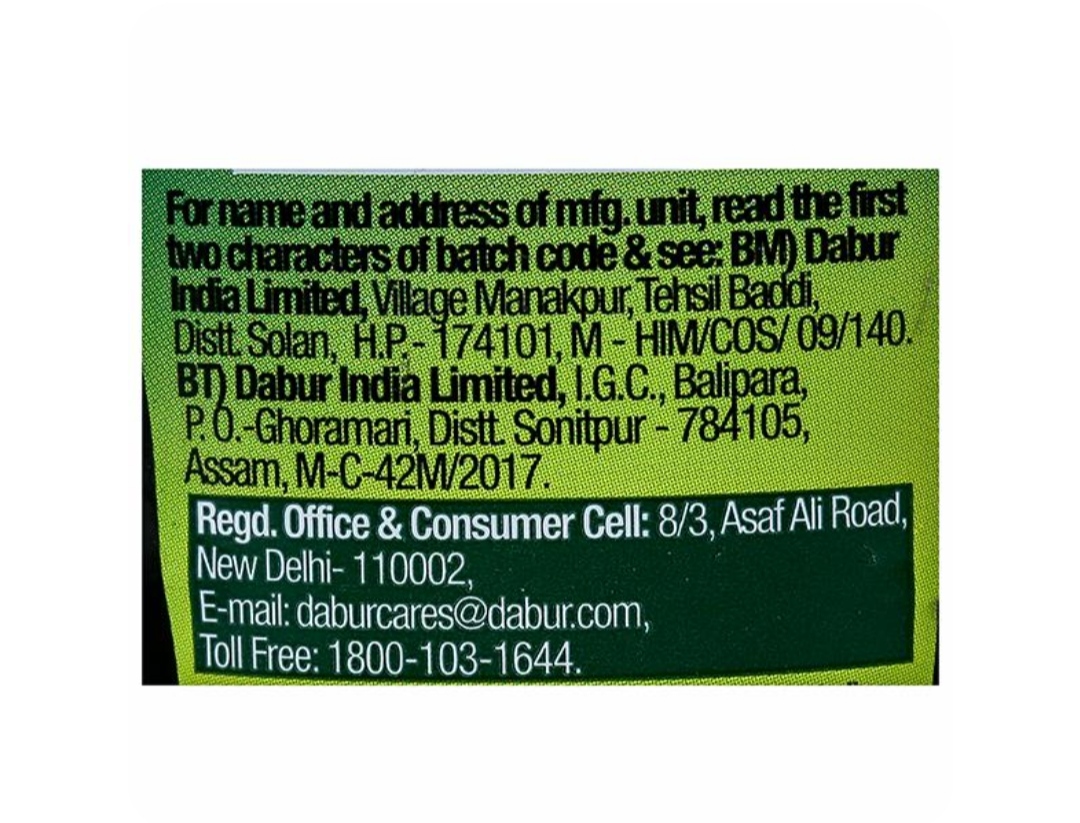 For name and address of mfg. unit, read the first
two characters of batch code & see: BM) Dabur
India Limited, Village Manakpur, Tehsil Baddi,
Distt. Solan, H.P.- 174101, M - HIM/COS/ 09/140.
BT) Dabur India Limited, I.G.C., Balipara,
P.O.-Ghoramari, Distt. Sonitpur - 784105,
Assam, M-C-42M/2017.
Regd. Office & Consumer Cell: 8/3, Asaf Ali Road,
New Delhi- 110002,
E-mail: daburcares@dabur.com,
Toll Free: 1800-103-1644.